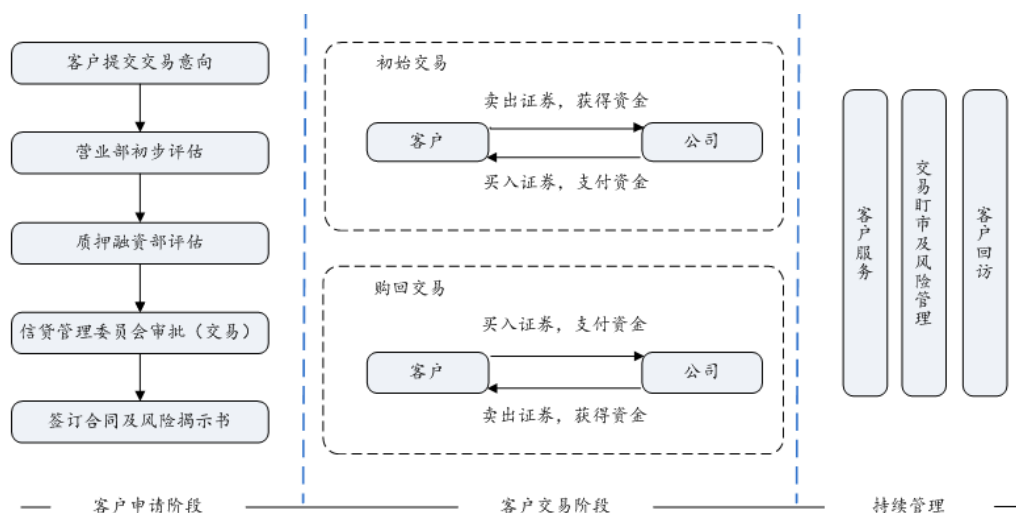 客户提交交易意向
营业部初步评估
质押融资部评估
信贷管理委员会审批（交易）
签订合同及风险揭示书
初始交易
卖出证券，获得资金
客户
公司
买入证券，支付资金
购回交易
买入证券，支付资金
客户
公司
卖出证券，获得资金
客户服务
交易盯市及风险管理
客户回访
客户申请阶段
客户交易阶段
持续管理